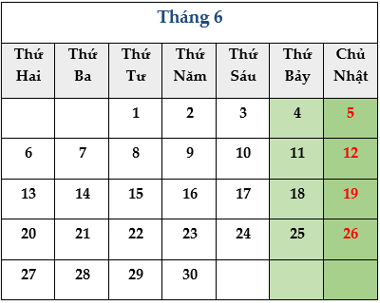 Tháng 6
Thứ Hai Thứ Ba Thứ Tư Thứ Năm Thứ Sáu Thứ Bảy Chủ Nhật
1 2 3 4 5
6 7 8 9 10 11 12
13 14 15 16 17 18 19
20 21 22 23 24 25 26
27 28 29 30